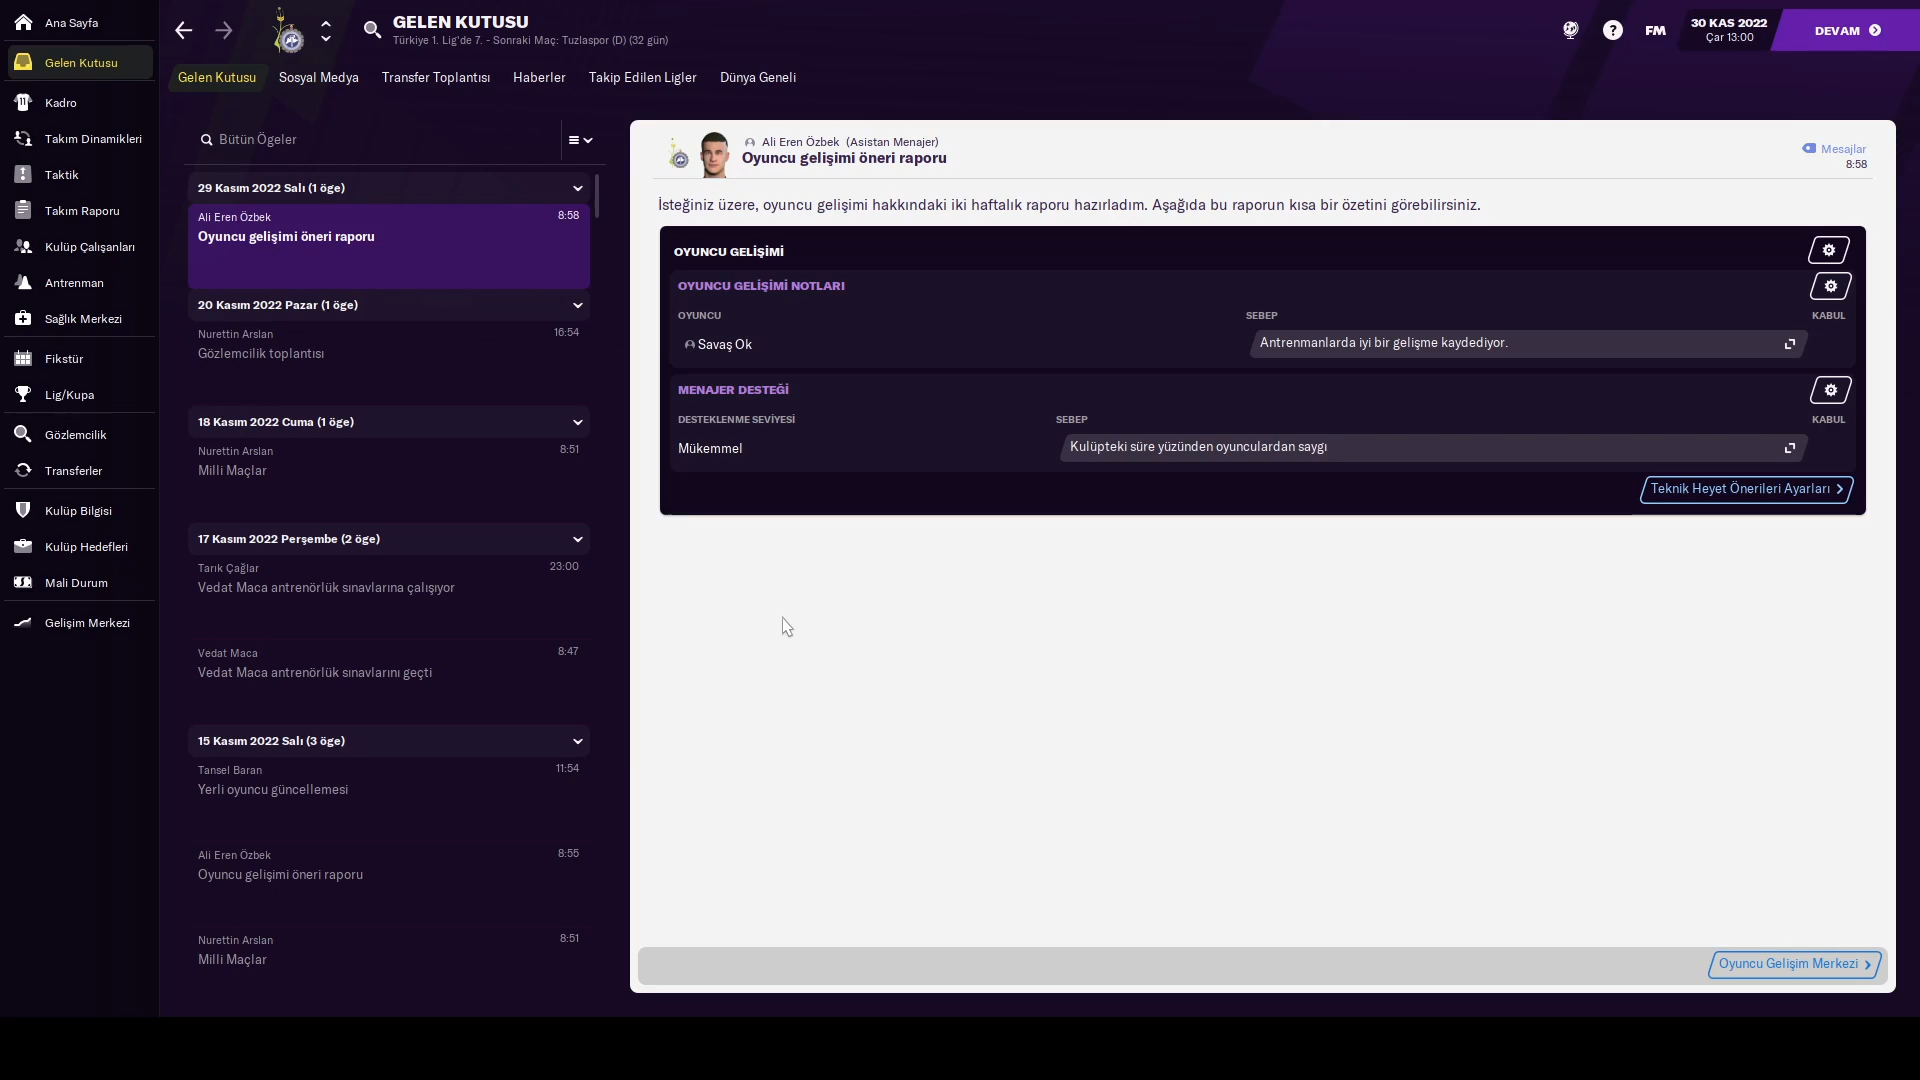 Ana Sayfa
Gelen Kutusu
Kadro
Takım Dinamikleri
Taktik
Takım Raporu
Kulüp Çalışanları
Antrenman
Sağlık Merkezi
Fikstür
Lig/Kupa
Gözlemcilik
Transferler
Kulüp Bilgisi
Kulüp Hedefleri
Mali Durum
Gelişim Merkezi
GELEN KUTUSU
Türkiye 1. Lig'de 7. - Sonraki Maç: Tuzlaspor (D) (32 gün)
FM
30 KAS 2022
Çar 13:00
DEVAM
Gelen Kutusu Sosyal Medya Transfer Toplantısı Haberler Takip Edilen Ligler Dünya Geneli
Bütün Ögeler
29 Kasım 2022 Salı (1 öge)
Ali Eren Özbek 8:58
Oyuncu gelişimi öneri raporu
20 Kasım 2022 Pazar (1 öge)
Nurettin Arslan 16:54
Gözlemcilik toplantısı
18 Kasım 2022 Cuma (1 öge)
Nurettin Arslan 8:51
Milli Maçlar
17 Kasım 2022 Perşembe (2 öge)
Tarık Çağlar 23:00
Vedat Maca antrenörlük sınavlarına çalışıyor
Vedat Maca 8:47
Vedat Maca antrenörlük sınavlarını geçti
15 Kasım 2022 Salı (3 öge)
Tansel Baran 11:54
Yerli oyuncu güncellemesi
Ali Eren Özbek 8:55
Oyuncu gelişimi öneri raporu
Nurettin Arslan 8:51
Milli Maçlar
Ali Eren Özbek (Asistan Menajer)
Oyuncu gelişimi öneri raporu
Mesajlar
8:58
İsteğiniz üzere, oyuncu gelişimi hakkındaki iki haftalık raporu hazırladım. Aşağıda bu raporun kısa bir özetini görebilirsiniz.
OYUNCU GELİŞİMİ
OYUNCU GELİŞİMİ NOTLARI
OYUNCU SEBEP KABUL
Savaş Ok Antrenmanlarda iyi bir gelişme kaydediyor.
MENAJER DESTEĞİ
DESTEKLENME SEVİYESİ SEBEP KABUL
Mükemmel Kulüpteki süre yüzünden oyunculardan saygı
Teknik Heyet Önerileri Ayarları
Oyuncu Gelişim Merkezi